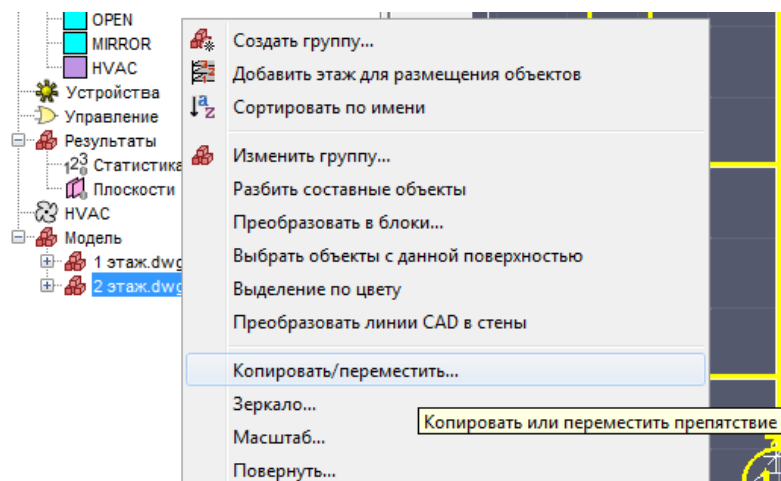 OPEN
MIRROR
HVAC
Устройства
Управление
Результаты
Статистика
Плоскости
HVAC
Модель
1 этаж.dwg
2 этаж.dwg
Создать группу...
Добавить этаж для размещения объектов
Сортировать по имени
Изменить группу...
Разбить составные объекты
Преобразовать в блоки...
Выбрать объекты с данной поверхностью
Выделение по цвету
Преобразовать линии CAD в стены
Копировать/переместить...
Зеркало...
Копировать или переместить препятствие
Масштаб...
Повернуть...